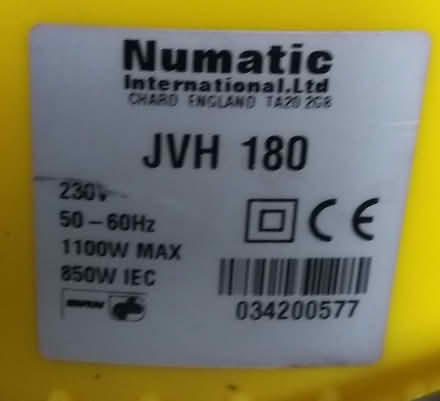 Numatic
International.Ltd
CHARD ENGLAND TA20 2GB
JVH 180
230V
50 – 60Hz
1100W MAX
850W IEC
CE
034200577